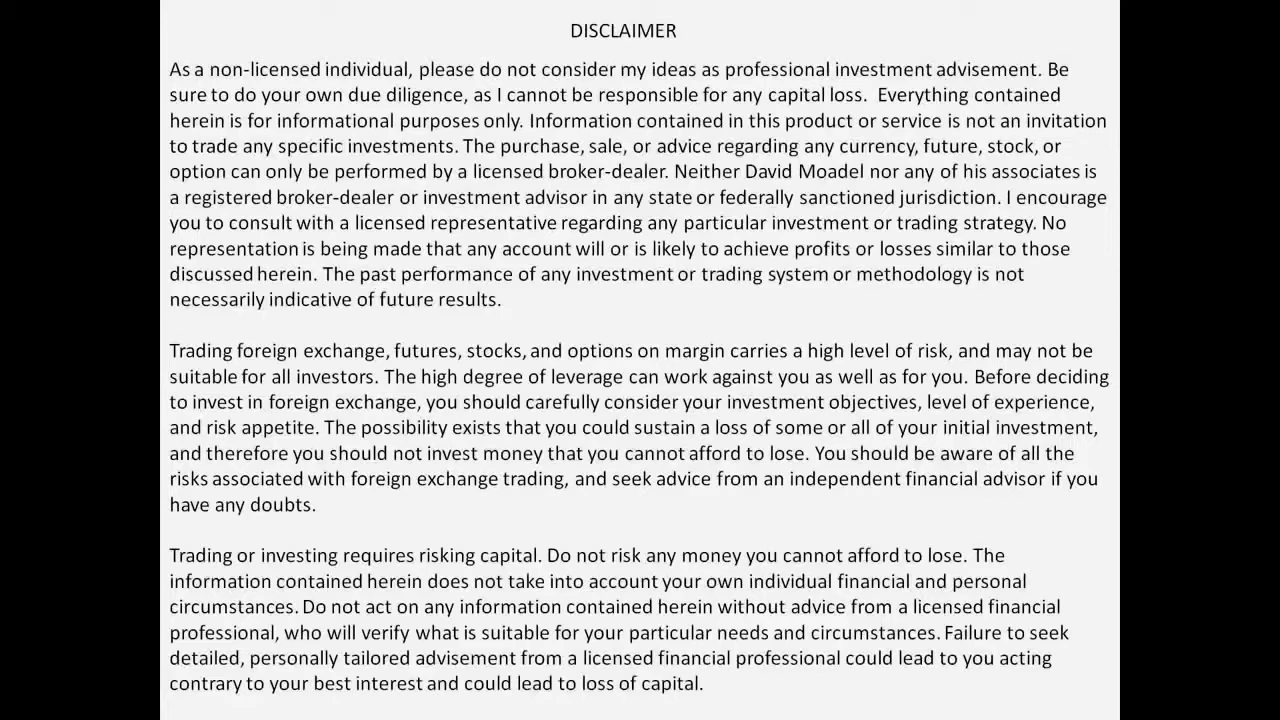 DISCLAIMER
As a non-licensed individual, please do not consider my ideas as professional investment advisement. Be
sure to do your own due diligence, as I cannot be responsible for any capital loss.  Everything contained
herein is for informational purposes only. Information contained in this product or service is not an invitation
to trade any specific investments. The purchase, sale, or advice regarding any currency, future, stock, or
option can only be performed by a licensed broker-dealer. Neither David Moadel nor any of his associates is
a registered broker-dealer or investment advisor in any state or federally sanctioned jurisdiction. I encourage
you to consult with a licensed representative regarding any particular investment or trading strategy. No
representation is being made that any account will or is likely to achieve profits or losses similar to those
discussed herein. The past performance of any investment or trading system or methodology is not
necessarily indicative of future results.
Trading foreign exchange, futures, stocks, and options on margin carries a high level of risk, and may not be
suitable for all investors. The high degree of leverage can work against you as well as for you. Before deciding
to invest in foreign exchange, you should carefully consider your investment objectives, level of experience,
and risk appetite. The possibility exists that you could sustain a loss of some or all of your initial investment,
and therefore you should not invest money that you cannot afford to lose. You should be aware of all the
risks associated with foreign exchange trading, and seek advice from an independent financial advisor if you
have any doubts.
Trading or investing requires risking capital. Do not risk any money you cannot afford to lose. The
information contained herein does not take into account your own individual financial and personal
circumstances. Do not act on any information contained herein without advice from a licensed financial
professional, who will verify what is suitable for your particular needs and circumstances. Failure to seek
detailed, personally tailored advisement from a licensed financial professional could lead to you acting
contrary to your best interest and could lead to loss of capital.